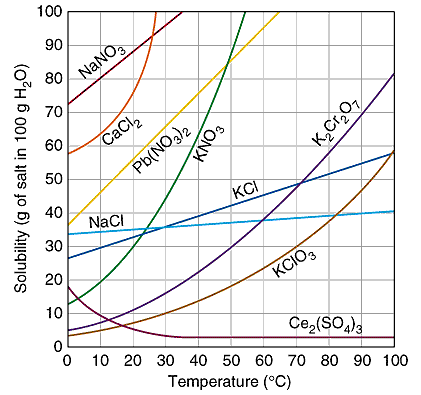 Solubility (g of salt in 100 g H₂O)
100
90
80
70
60
50
40
30
20
10
0
NaNO₃
CaCl₂
Pb(NO₃)₂
KNO₃
K₂Cr₂O₇
KCl
NaCl
KClO₃
Ce₂(SO₄)₃
0 10 20 30 40 50 60 70 80 90 100
Temperature (°C)